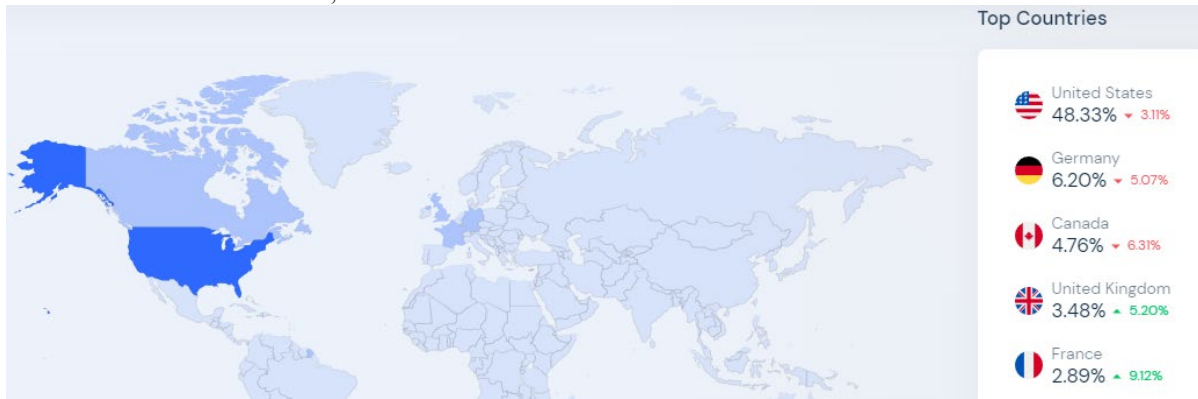 Top Countries
United States
48.33% 3.11%
Germany
6.20% 5.07%
Canada
4.76% 6.31%
United Kingdom
3.48% 5.20%
France
2.89% 9.12%